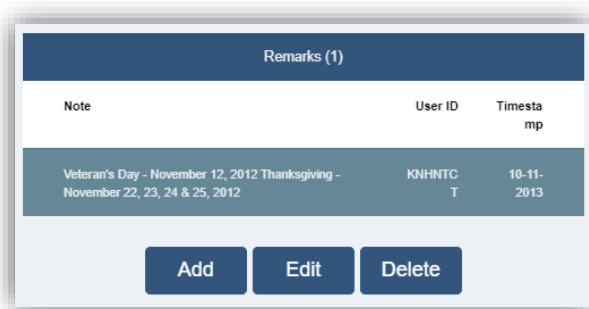 Remarks (1)
Note User ID Timesta
mp
Veteran's Day - November 12, 2012 Thanksgiving - KNHNTC 10-11-
November 22, 23, 24 & 25, 2012 T 2013
Add Edit Delete